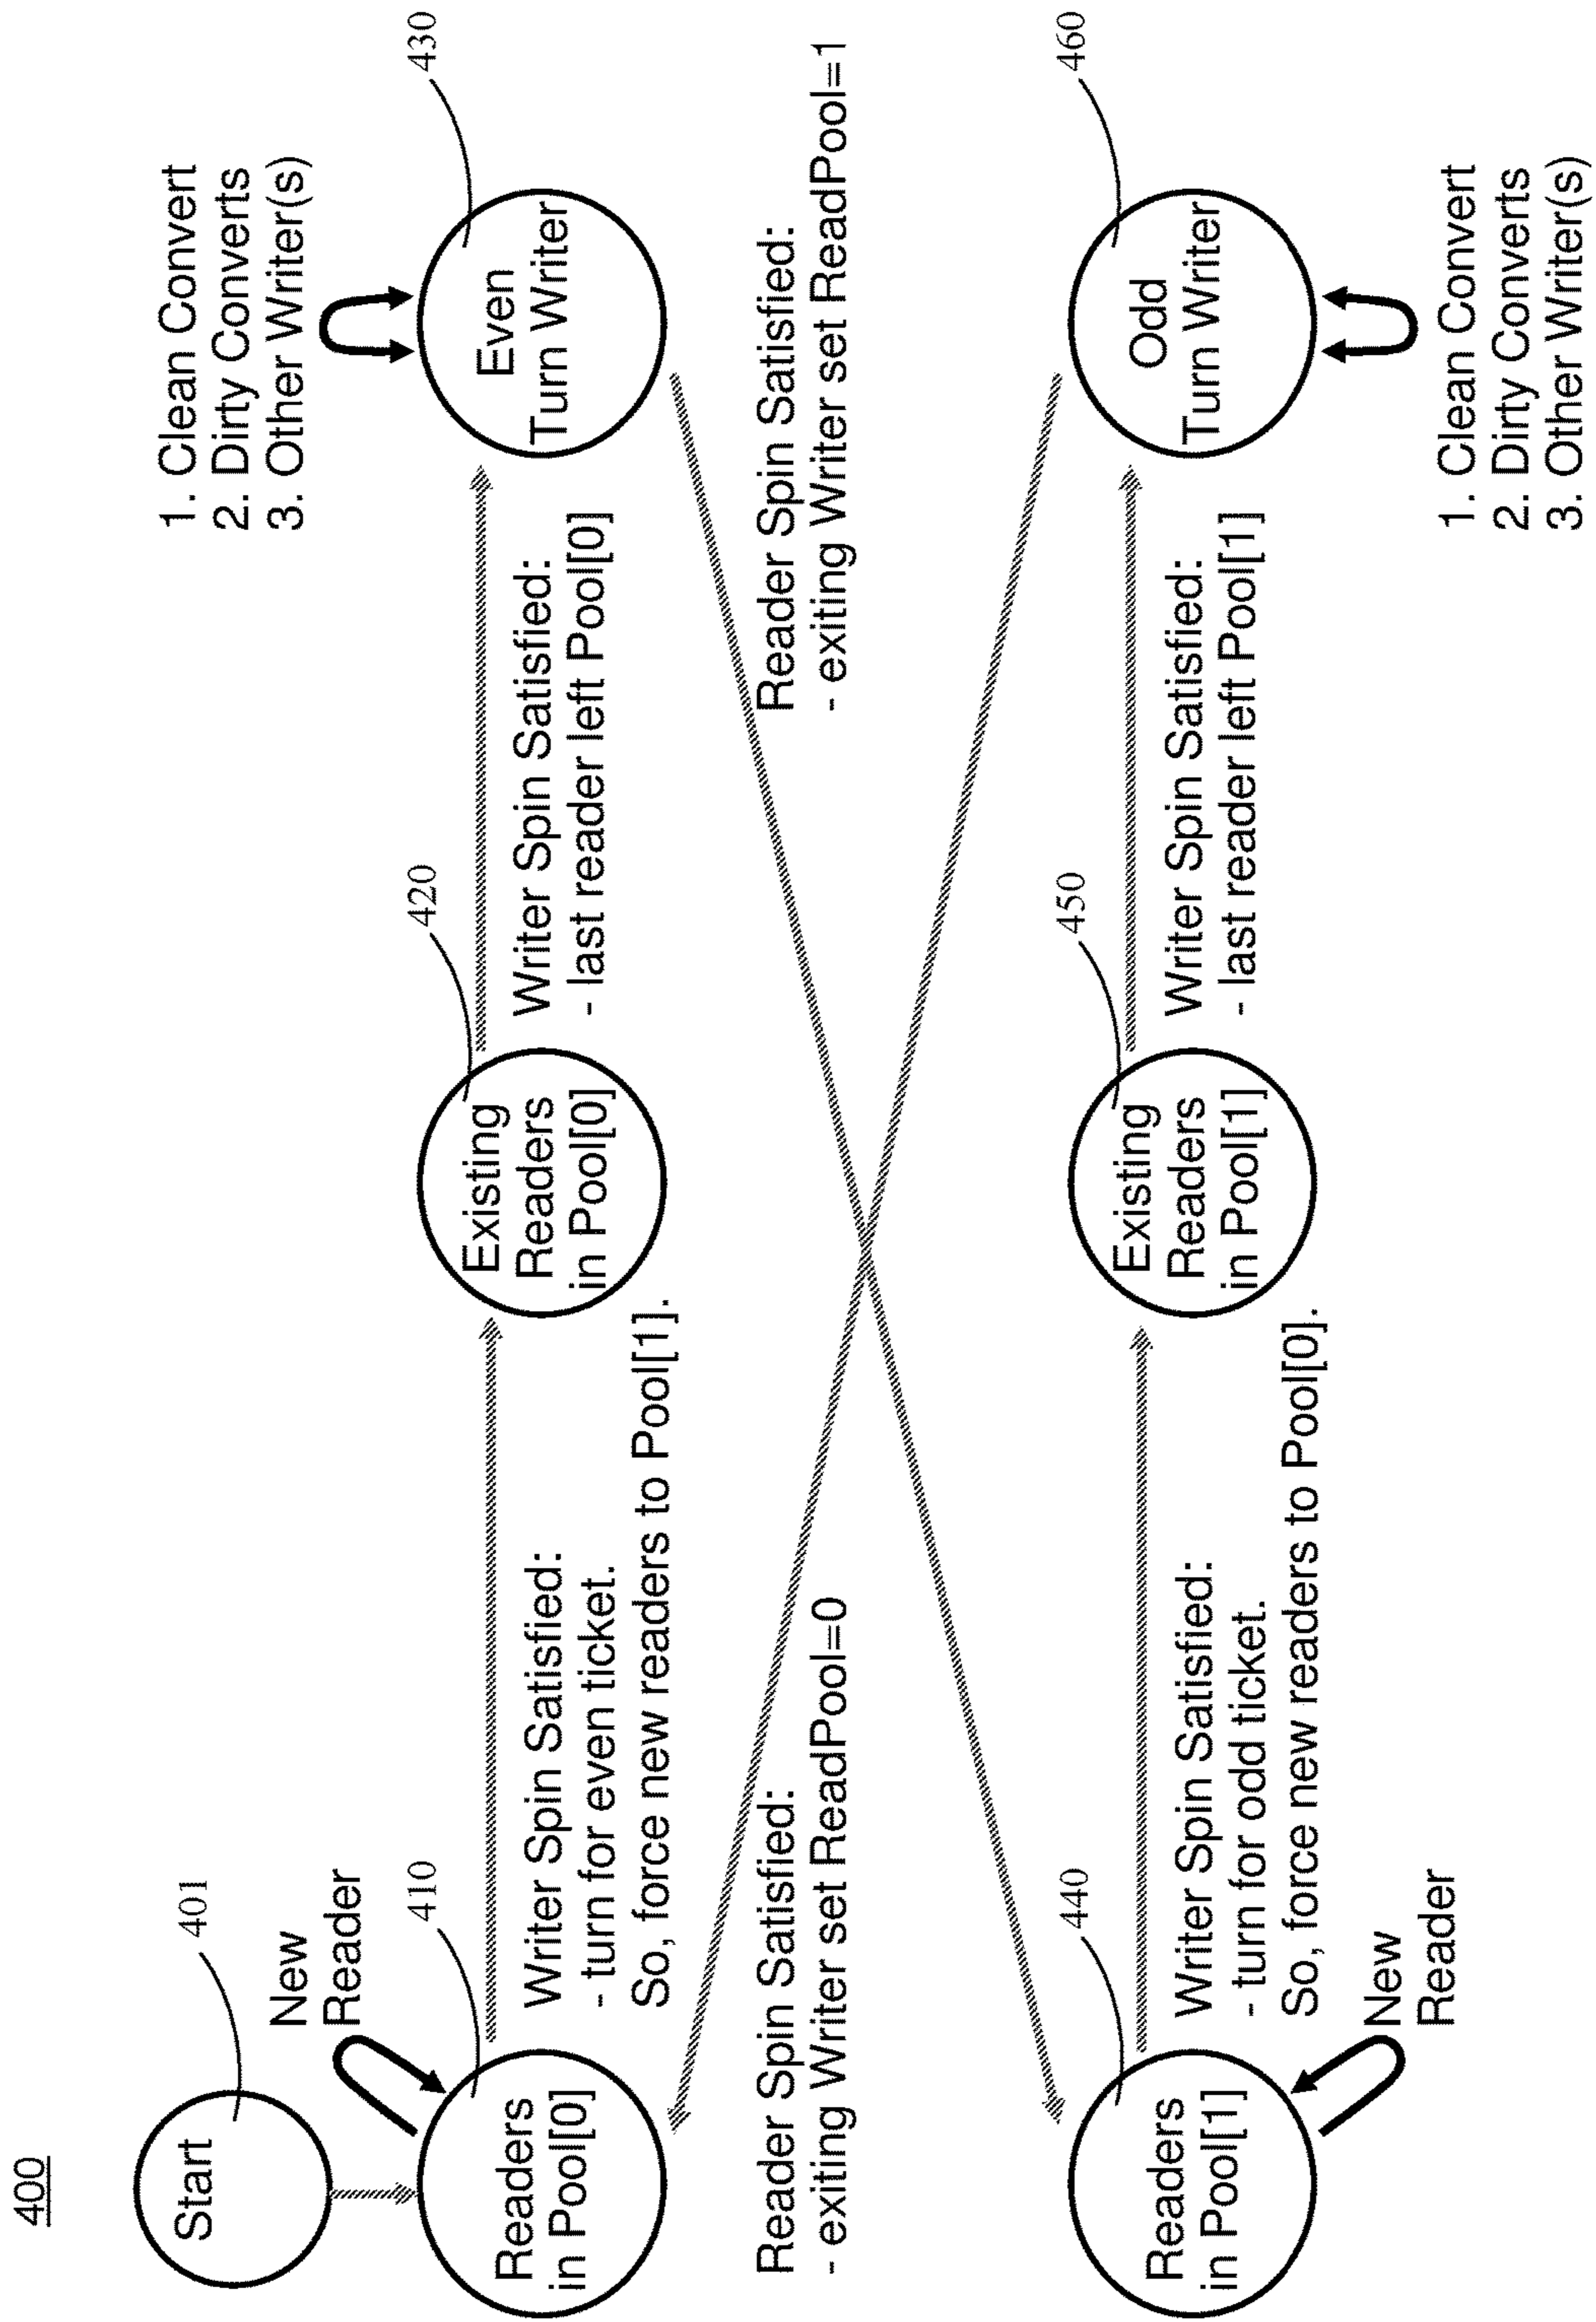 400
Start
401
New
Reader
410
Readers
in Pool[0]
Writer Spin Satisfied:
- turn for even ticket.
So, force new readers to Pool[1].
420
Existing
Readers
in Pool[0]
Writer Spin Satisfied:
- last reader left Pool[0]
1. Clean Convert
2. Dirty Converts
3. Other Writer(s)
430
Even
Turn Writer
Reader Spin Satisfied:
- exiting Writer set ReadPool=0
Reader Spin Satisfied:
- exiting Writer set ReadPool=1
440
Readers
in Pool[1]
New
Reader
Writer Spin Satisfied:
- turn for odd ticket.
So, force new readers to Pool[0].
450
Existing
Readers
in Pool[1]
Writer Spin Satisfied:
- last reader left Pool[1]
460
Odd
Turn Writer
1. Clean Convert
2. Dirty Converts
3. Other Writer(s)